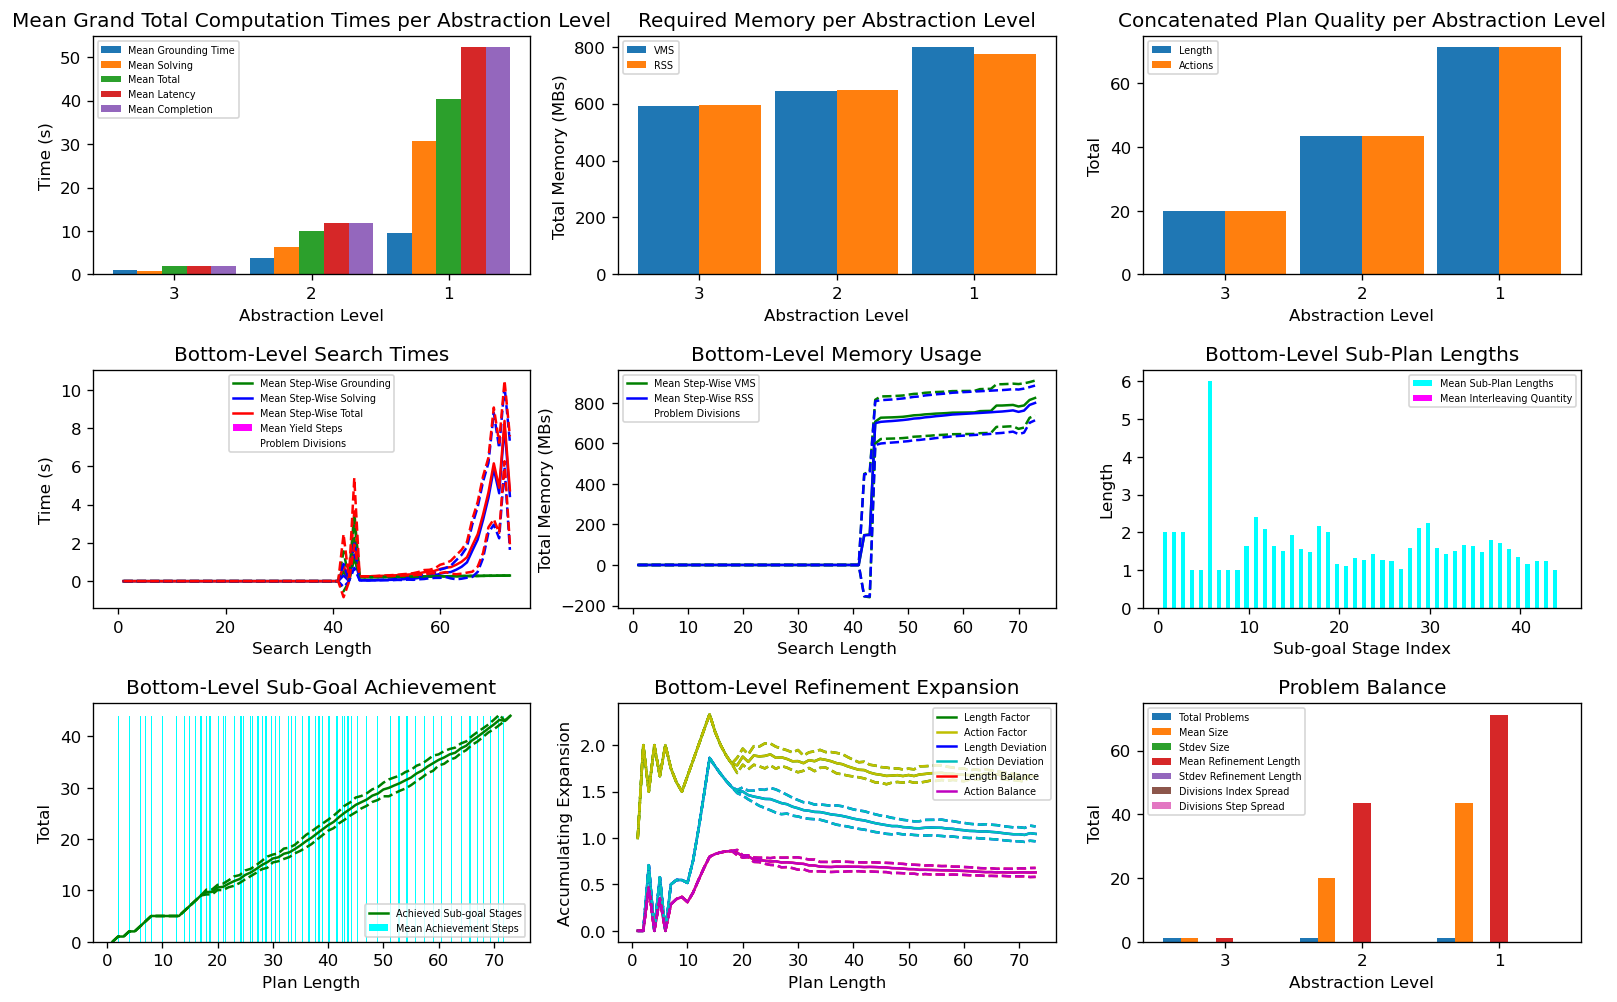 Mean Grand Total Computation Times per Abstraction Level
Mean Grounding Time
Mean Solving
Mean Total
Mean Latency
Mean Completion
50
40
30
20
10
0
Time (s)
3 2 1
Abstraction Level
Required Memory per Abstraction Level
VMS
RSS
800
600
400
200
0
Total Memory (MBs)
3 2 1
Abstraction Level
Concatenated Plan Quality per Abstraction Level
Length
Actions
60
40
20
0
Total
3 2 1
Abstraction Level
Bottom-Level Search Times
Mean Step-Wise Grounding
Mean Step-Wise Solving
Mean Step-Wise Total
Mean Yield Steps
Problem Divisions
10
8
6
4
2
0
Time (s)
0 20 40 60
Search Length
Bottom-Level Memory Usage
Mean Step-Wise VMS
Mean Step-Wise RSS
Problem Divisions
800
600
400
200
0
−200
Total Memory (MBs)
0 10 20 30 40 50 60 70
Search Length
Bottom-Level Sub-Plan Lengths
Mean Sub-Plan Lengths
Mean Interleaving Quantity
6
5
4
3
2
1
0
Length
0 10 20 30 40
Sub-goal Stage Index
Bottom-Level Sub-Goal Achievement
Achieved Sub-goal Stages
Mean Achievement Steps
40
30
20
10
0
Total
0 10 20 30 40 50 60 70
Plan Length
Bottom-Level Refinement Expansion
Length Factor
Action Factor
Length Deviation
Action Deviation
Length Balance
Action Balance
2.0
1.5
1.0
0.5
0.0
Accumulating Expansion
0 10 20 30 40 50 60 70
Plan Length
Problem Balance
Total Problems
Mean Size
Stdev Size
Mean Refinement Length
Stdev Refinement Length
Divisions Index Spread
Divisions Step Spread
60
40
20
0
Total
3 2 1
Abstraction Level